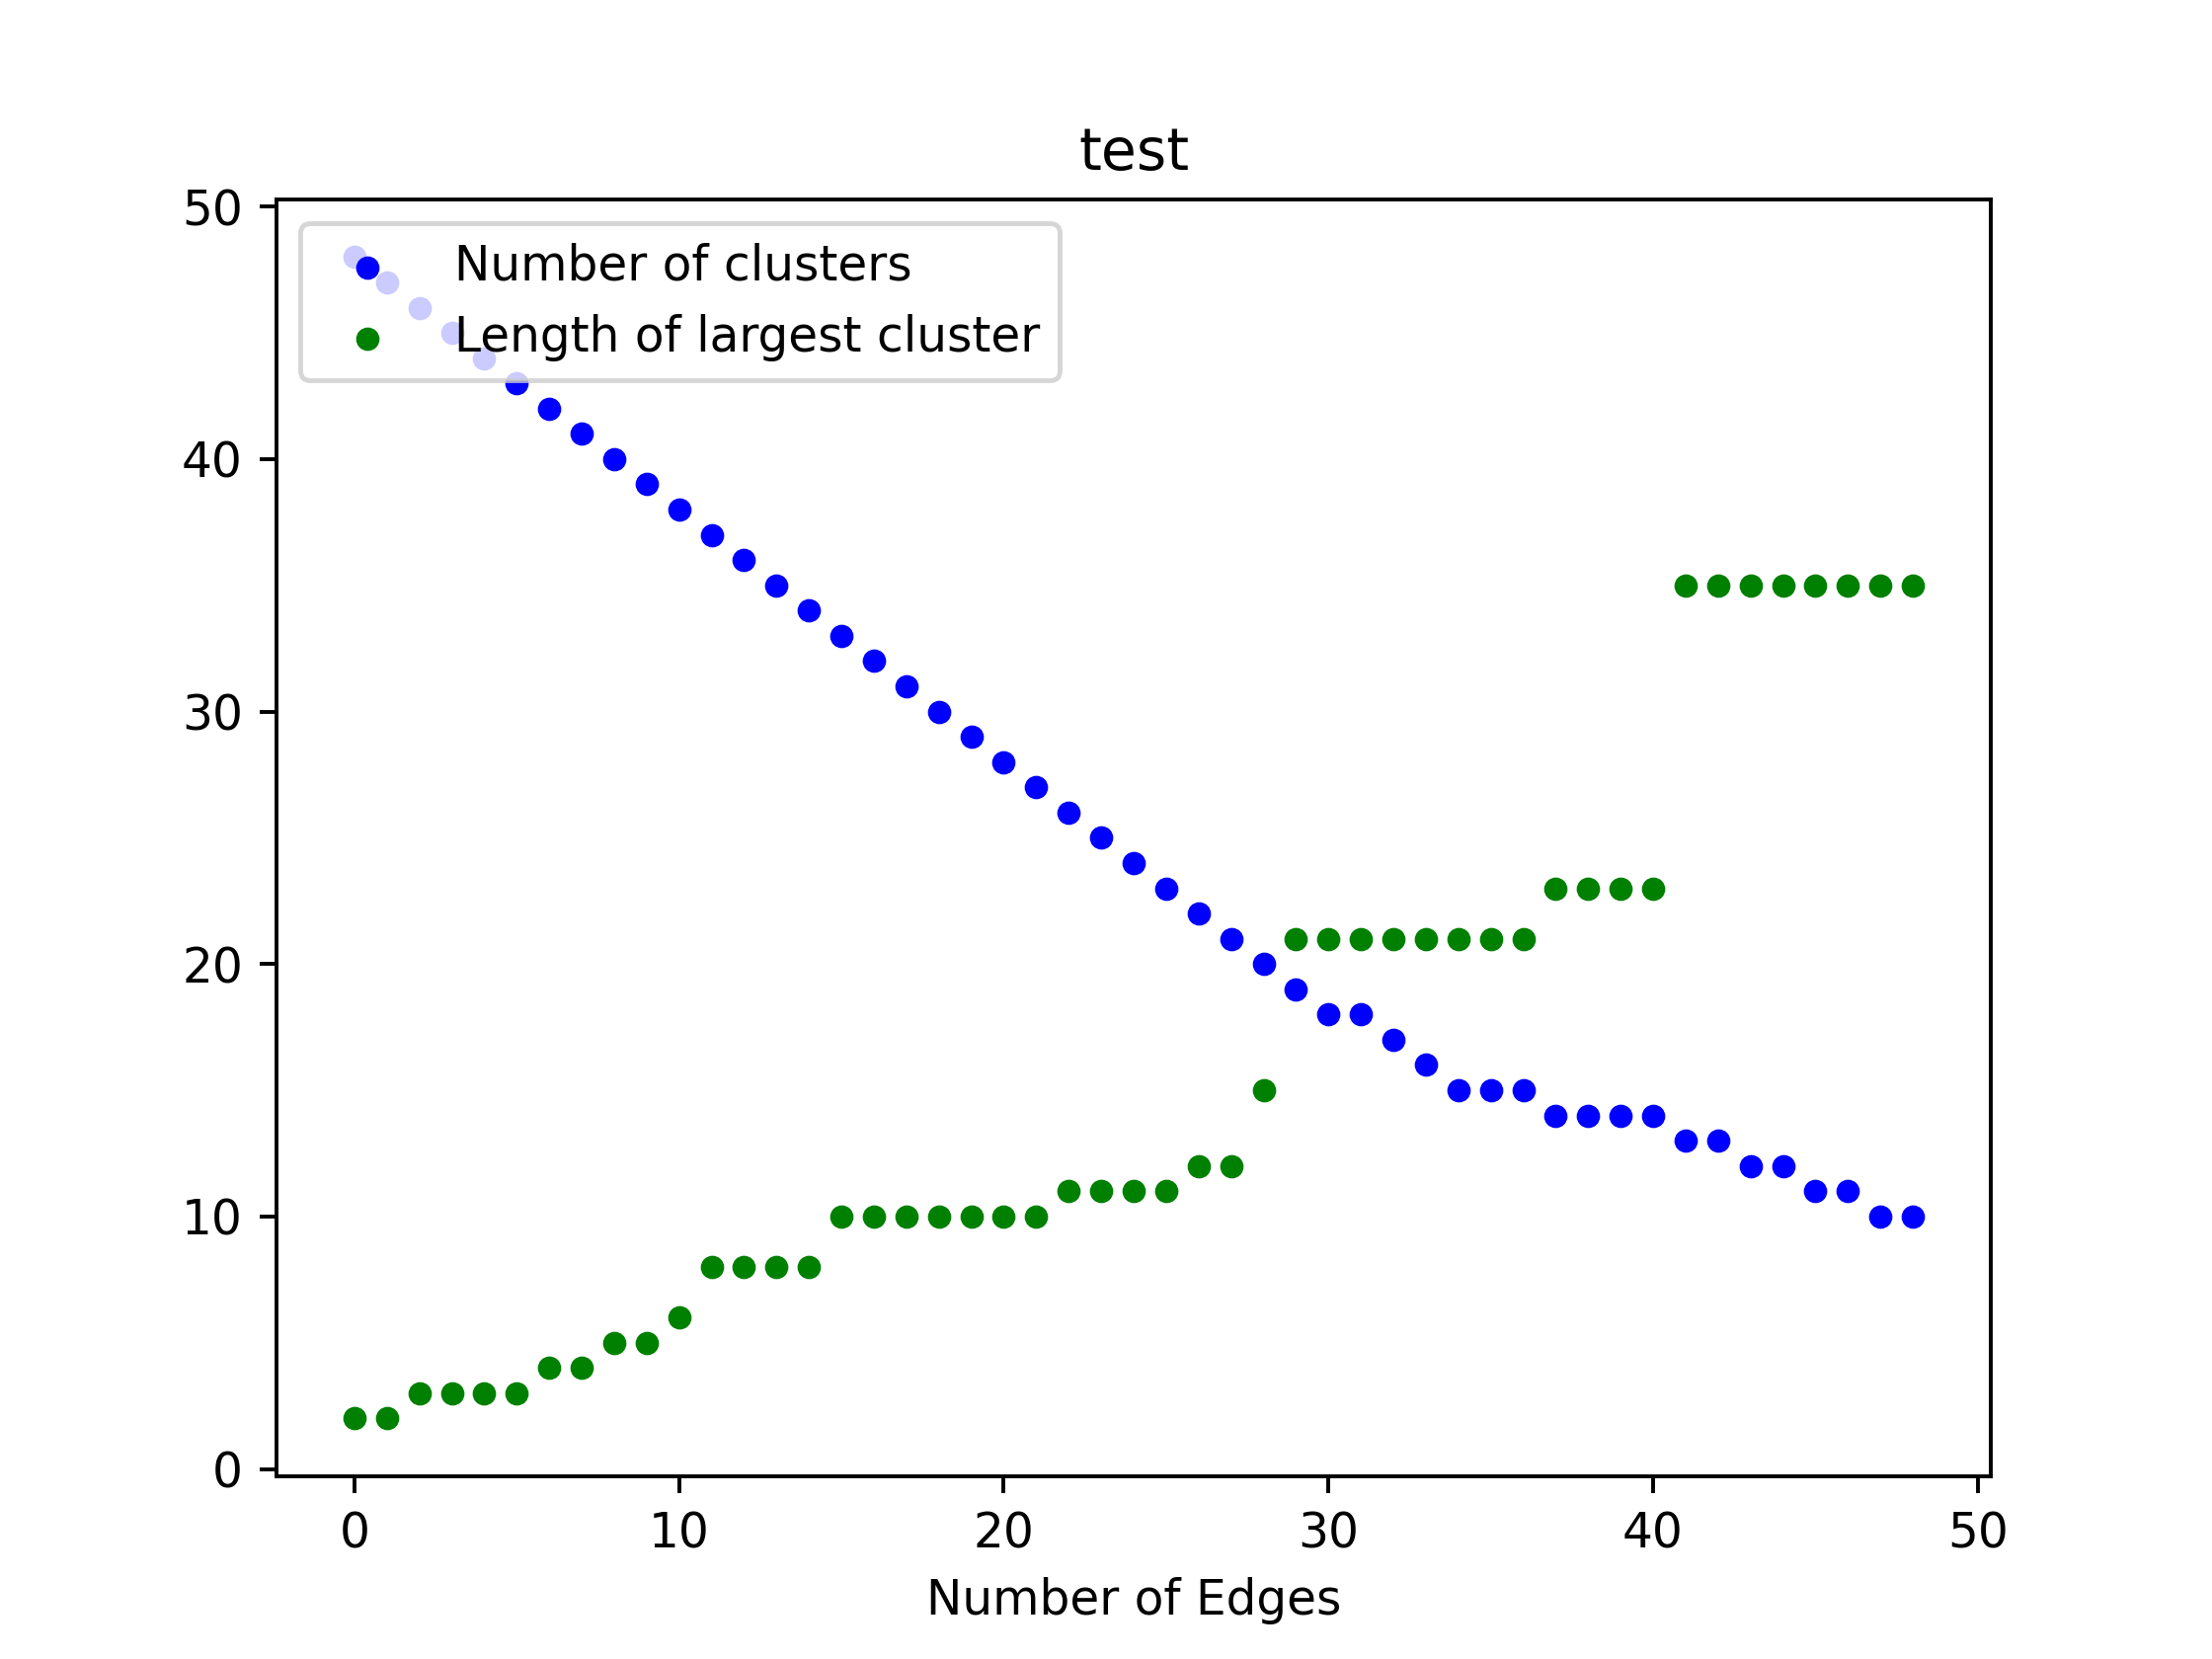 test
50
Number of clusters
Length of largest cluster
40
30
20
10
0
0 10 20 30 40 50
Number of Edges